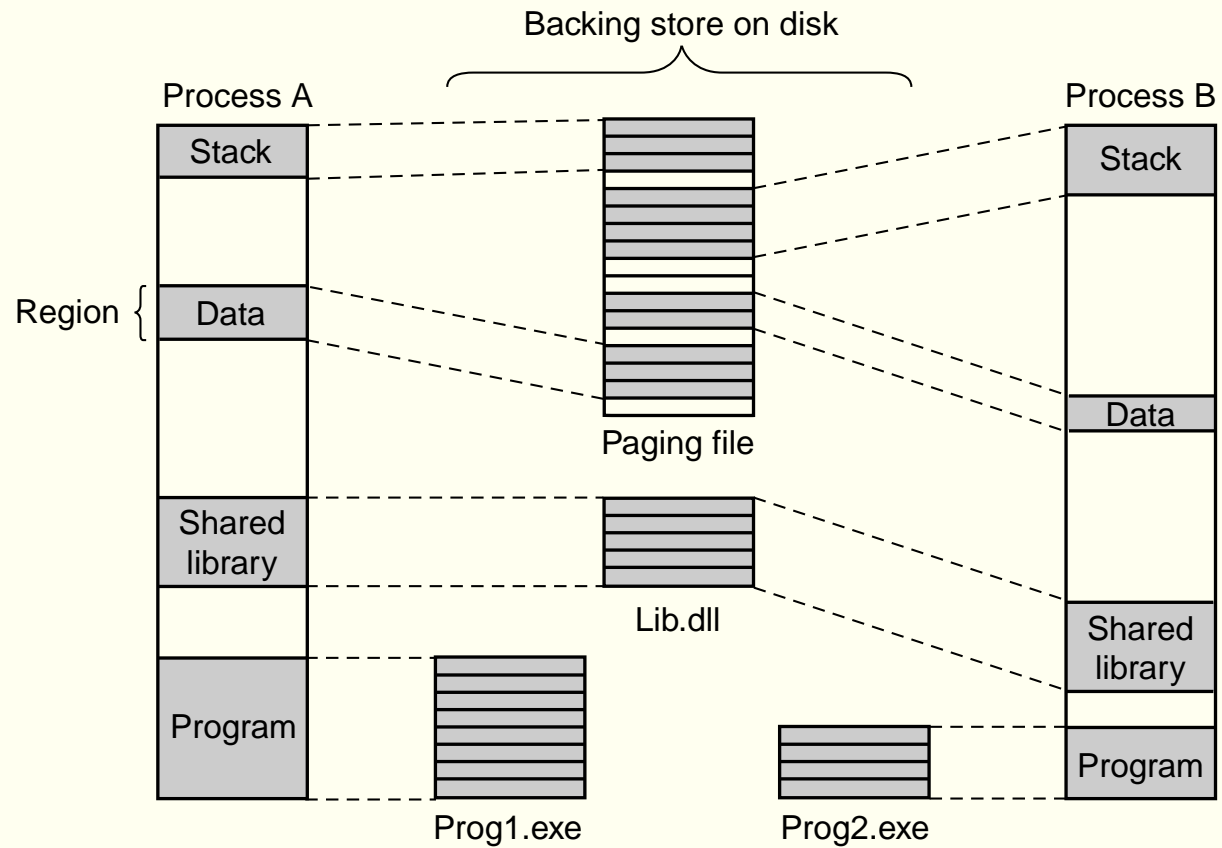 Backing store on disk
Process A
Process B
Stack
Stack
Region
Data
Data
Paging file
Shared
library
Lib.dll
Shared
library
Program
Program
Prog1.exe
Prog2.exe